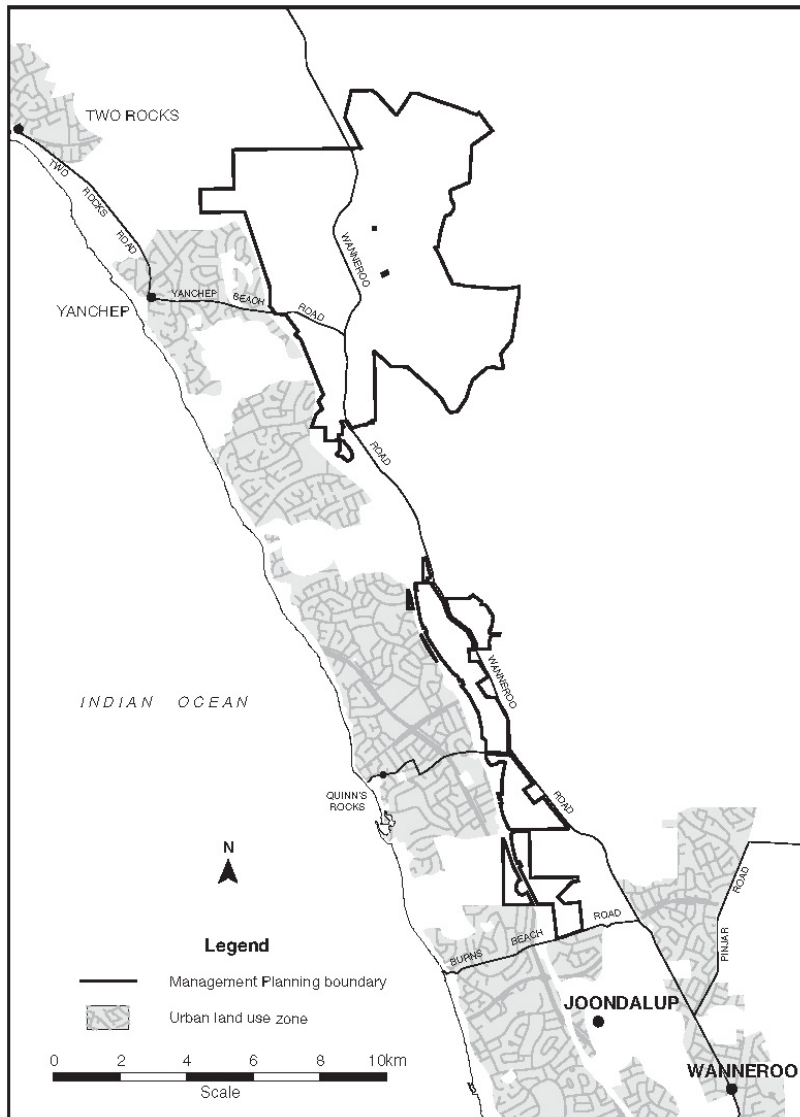 TWO ROCKS
TWO ROCKS ROAD
WANNEROO
YANCHEP BEACH ROAD
YANCHEP
ROAD
WANNEROO
INDIAN OCEAN
QUINN'S
ROCKS
ROAD
N
ROAD
PINJAR
BURNS BEACH ROAD
Legend
Management Planning boundary
Urban land use zone
JOONDALUP
WANNEROO
0 2 4 6 8 10km
Scale